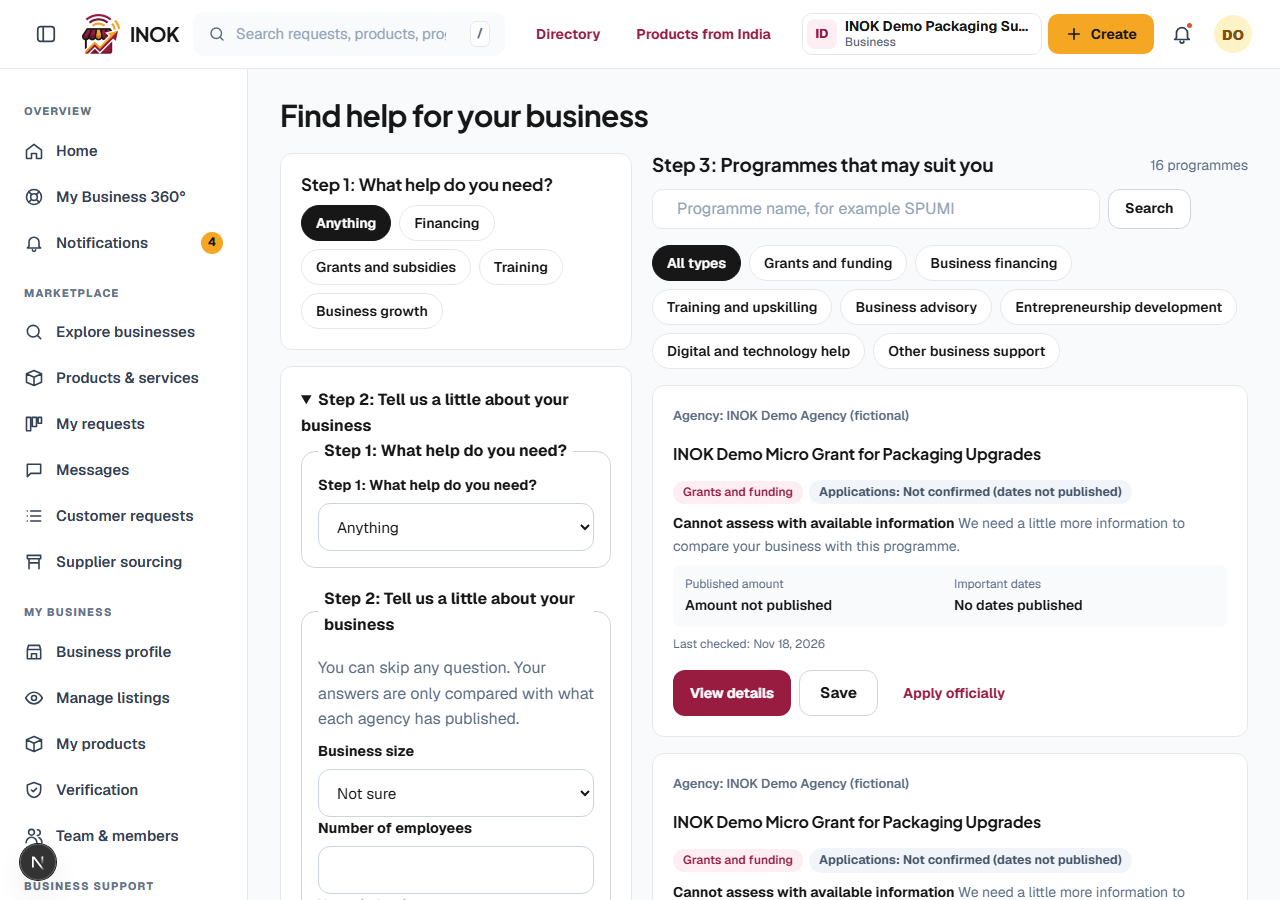 INOK
Search requests, products, pro
/
Directory
Products from India
ID
INOK Demo Packaging Su...
Business
Create
DO
OVERVIEW
Home
My Business 360°
Notifications
4
MARKETPLACE
Explore businesses
Products & services
My requests
Messages
Customer requests
Supplier sourcing
MY BUSINESS
Business profile
Manage listings
My products
Verification
Team & members
N
BUSINESS SUPPORT
Find help for your business
Step 1: What help do you need?
Anything
Financing
Grants and subsidies
Training
Business growth
Step 2: Tell us a little about your
business
Step 1: What help do you need?
Step 1: What help do you need?
Anything
Step 2: Tell us a little about your
business
You can skip any question. Your
answers are only compared with what
each agency has published.
Business size
Not sure
Number of employees
Step 3: Programmes that may suit you
16 programmes
Programme name, for example SPUMI
Search
All types
Grants and funding
Business financing
Training and upskilling
Business advisory
Entrepreneurship development
Digital and technology help
Other business support
Agency: INOK Demo Agency (fictional)
INOK Demo Micro Grant for Packaging Upgrades
Grants and funding
Applications: Not confirmed (dates not published)
Cannot assess with available information We need a little more information to
compare your business with this programme.
Published amount
Important dates
Amount not published
No dates published
Last checked: Nov 18, 2026
View details
Save
Apply officially
Agency: INOK Demo Agency (fictional)
INOK Demo Micro Grant for Packaging Upgrades
Grants and funding
Applications: Not confirmed (dates not published)
Cannot assess with available information We need a little more information to